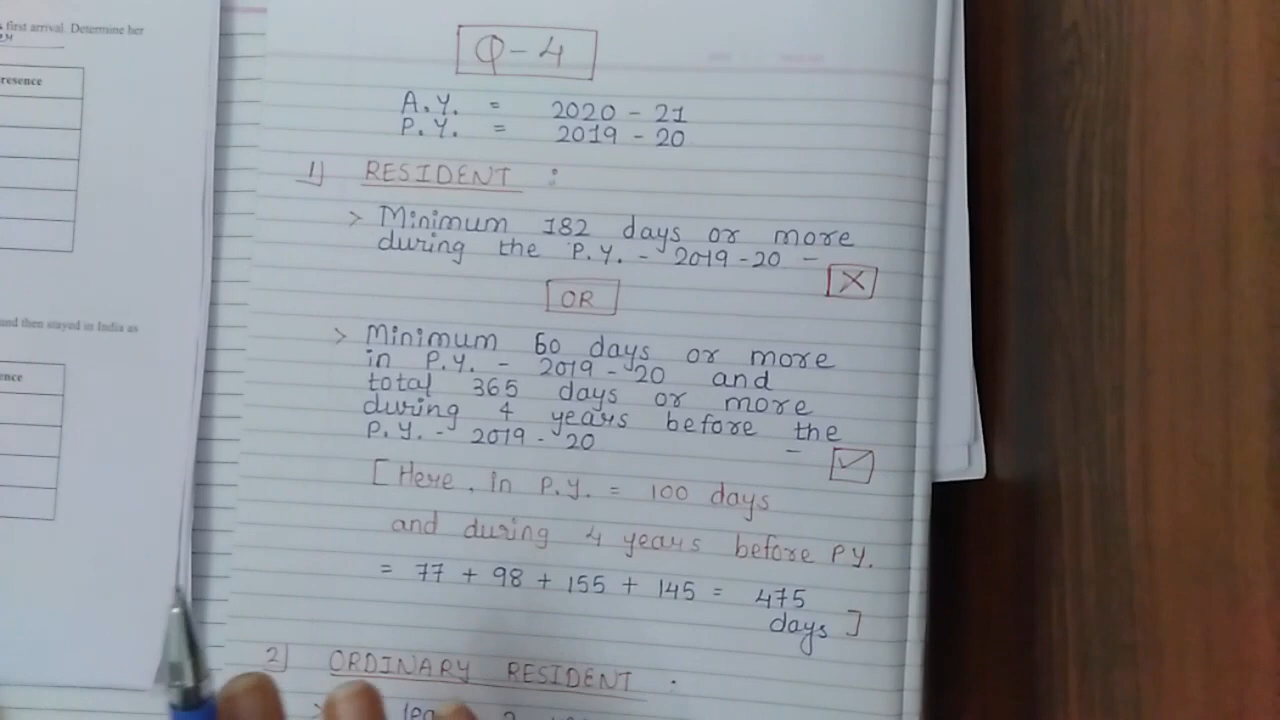 first arrival. Determine her
resence
and then stayed in India as
ence
Q - 4
A.Y. = 2020 - 21
P.Y. = 2019 - 20
1) RESIDENT :
> Minimum 182 days or more
during the P.Y. - 2019 - 20 -
X
OR
> Minimum 60 days or more
in P.Y. - 2019 - 20 and
total 365 days or more
during 4 years before the
P.Y. - 2019 - 20 - ✓
[ Here, in P.Y. = 100 days
and during 4 years before PY.
= 77 + 98 + 155 + 145 = 475
days ]
2) ORDINARY RESIDENT .